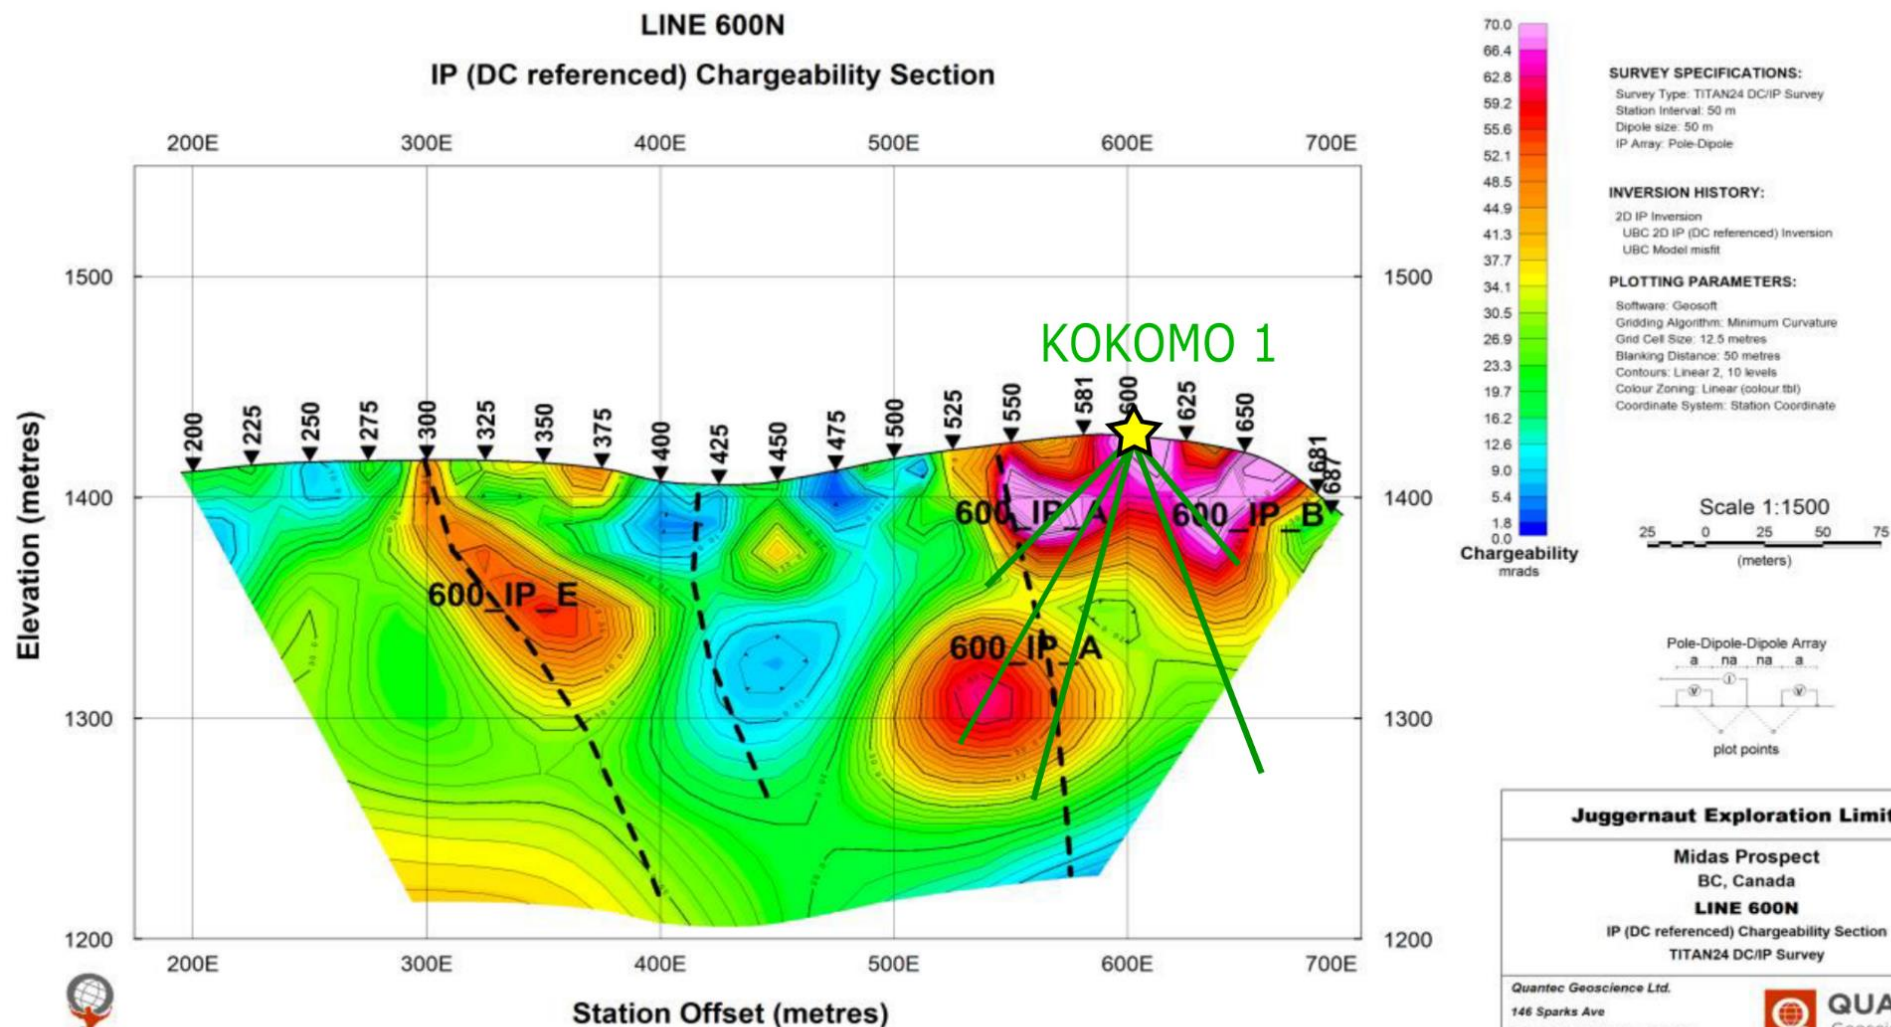 LINE 600N
IP (DC referenced) Chargeability Section
200E 300E 400E 500E 600E 700E
1500 1500
KOKOMO 1
200 225 250 275 300 325 350 375 400 425 450 475 500 525 550 581 600 625 650 681 687
1400 1400
600_IP_A 600_IP_B
600_IP_E
600_IP_A
1300 1300
1200 1200
Elevation (metres)
200E 300E 400E 500E 600E 700E
Station Offset (metres)
70.0
66.4
62.8
59.2
55.6
52.1
48.5
44.9
41.3
37.7
34.1
30.5
26.9
23.3
19.7
16.2
12.6
9.0
5.4
1.8
0.0
Chargeability
mrads
SURVEY SPECIFICATIONS:
Survey Type: TITAN24 DC/IP Survey
Station Interval: 50 m
Dipole size: 50 m
IP Array: Pole-Dipole
INVERSION HISTORY:
2D IP Inversion
UBC 2D IP (DC referenced) Inversion
UBC Model misfit
PLOTTING PARAMETERS:
Software: Geosoft
Gridding Algorithm: Minimum Curvature
Grid Cell Size: 12.5 metres
Blanking Distance: 50 metres
Contours: Linear 2, 10 levels
Colour Zoning: Linear (colour.tbl)
Coordinate System: Station Coordinate
Scale 1:1500
25 0 25 50 75
(meters)
Pole-Dipole-Dipole Array
a na na a
V I V
plot points
Juggernaut Exploration Limit
Midas Prospect
BC, Canada
LINE 600N
IP (DC referenced) Chargeability Section
TITAN24 DC/IP Survey
Quantec Geoscience Ltd.
146 Sparks Ave
QUA